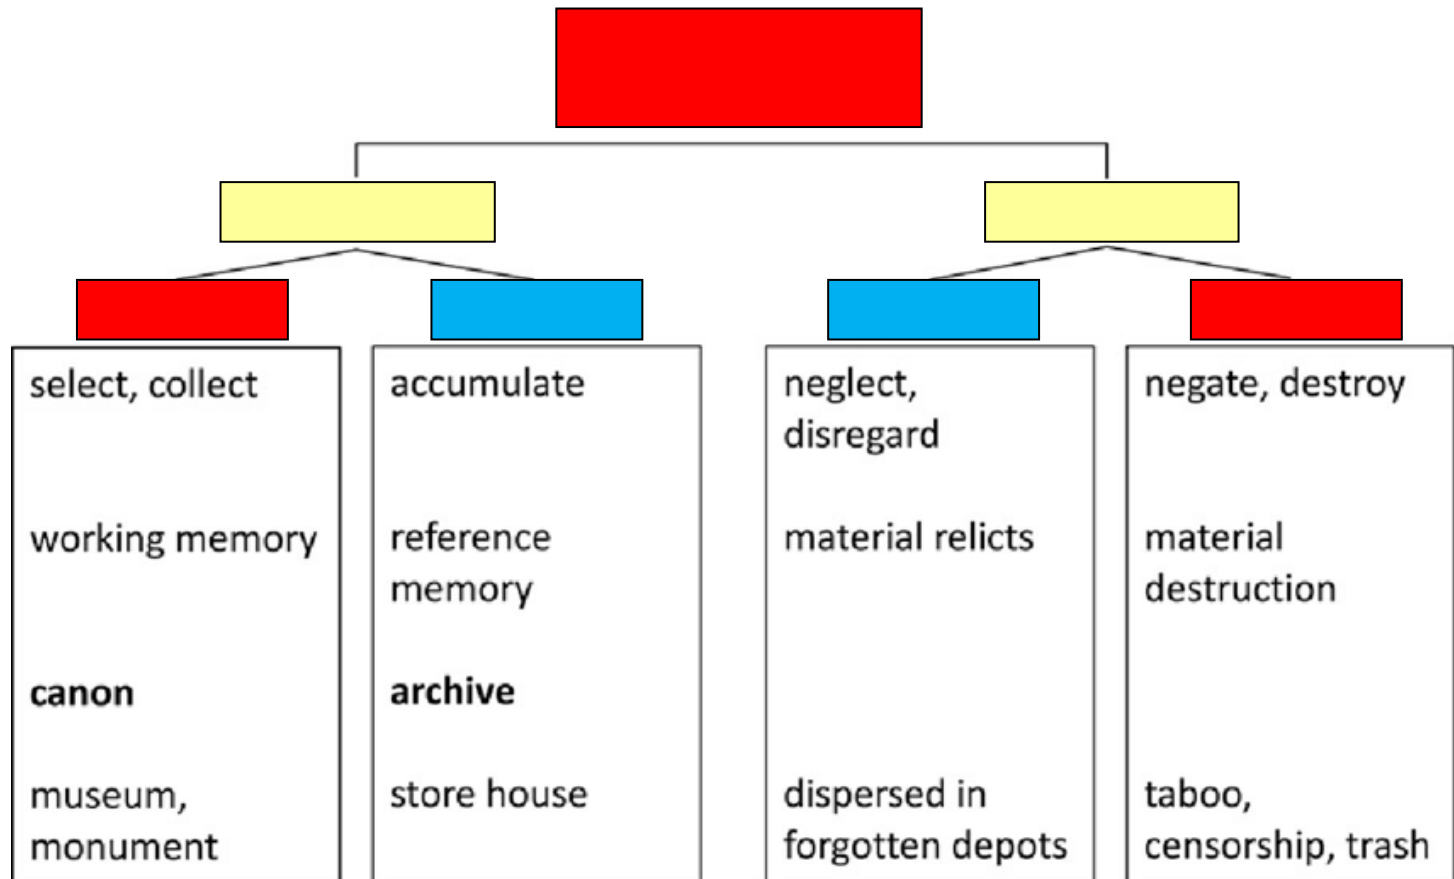 select, collect
working memory
canon
museum,
monument
accumulate
reference
memory
archive
store house
neglect,
disregard
material relicts
dispersed in
forgotten depots
negate, destroy
material
destruction
taboo,
censorship, trash